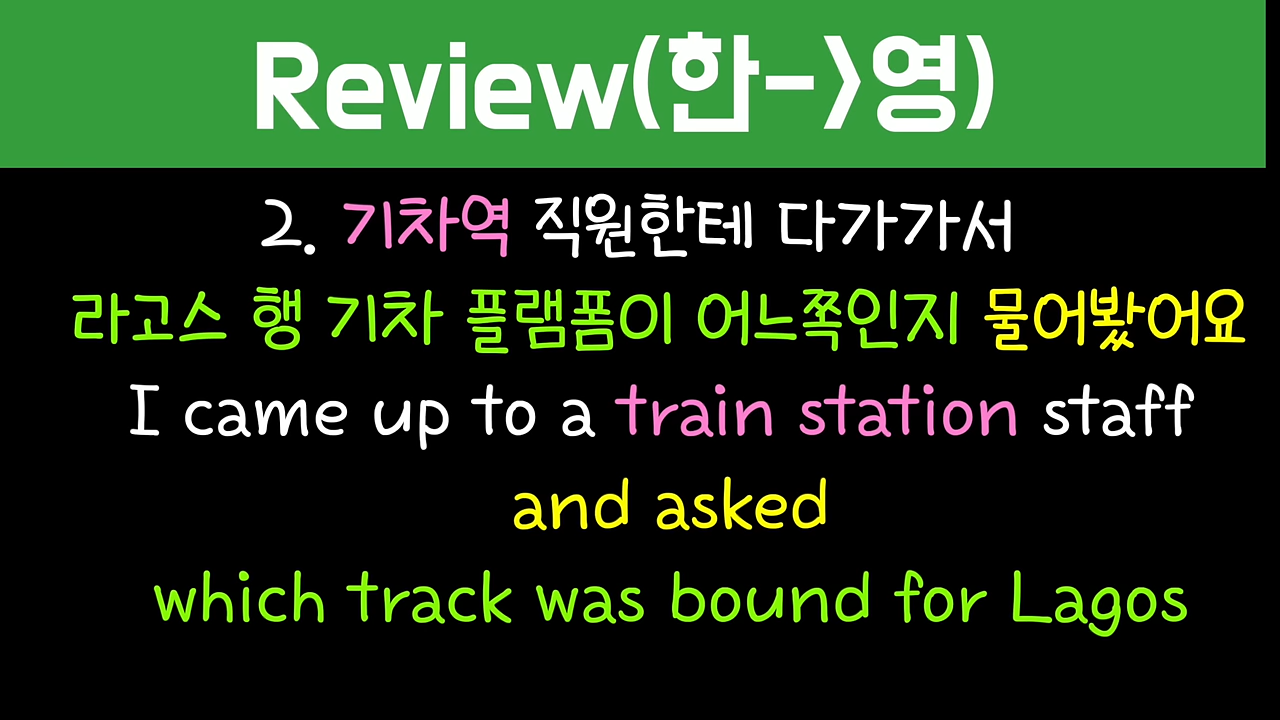 Review(한->영)
2. 기차역 직원한테 다가가서
라고스 행 기차 플램폼이 어느쪽인지 물어봤어요
I came up to a train station staff
and asked
which track was bound for Lagos